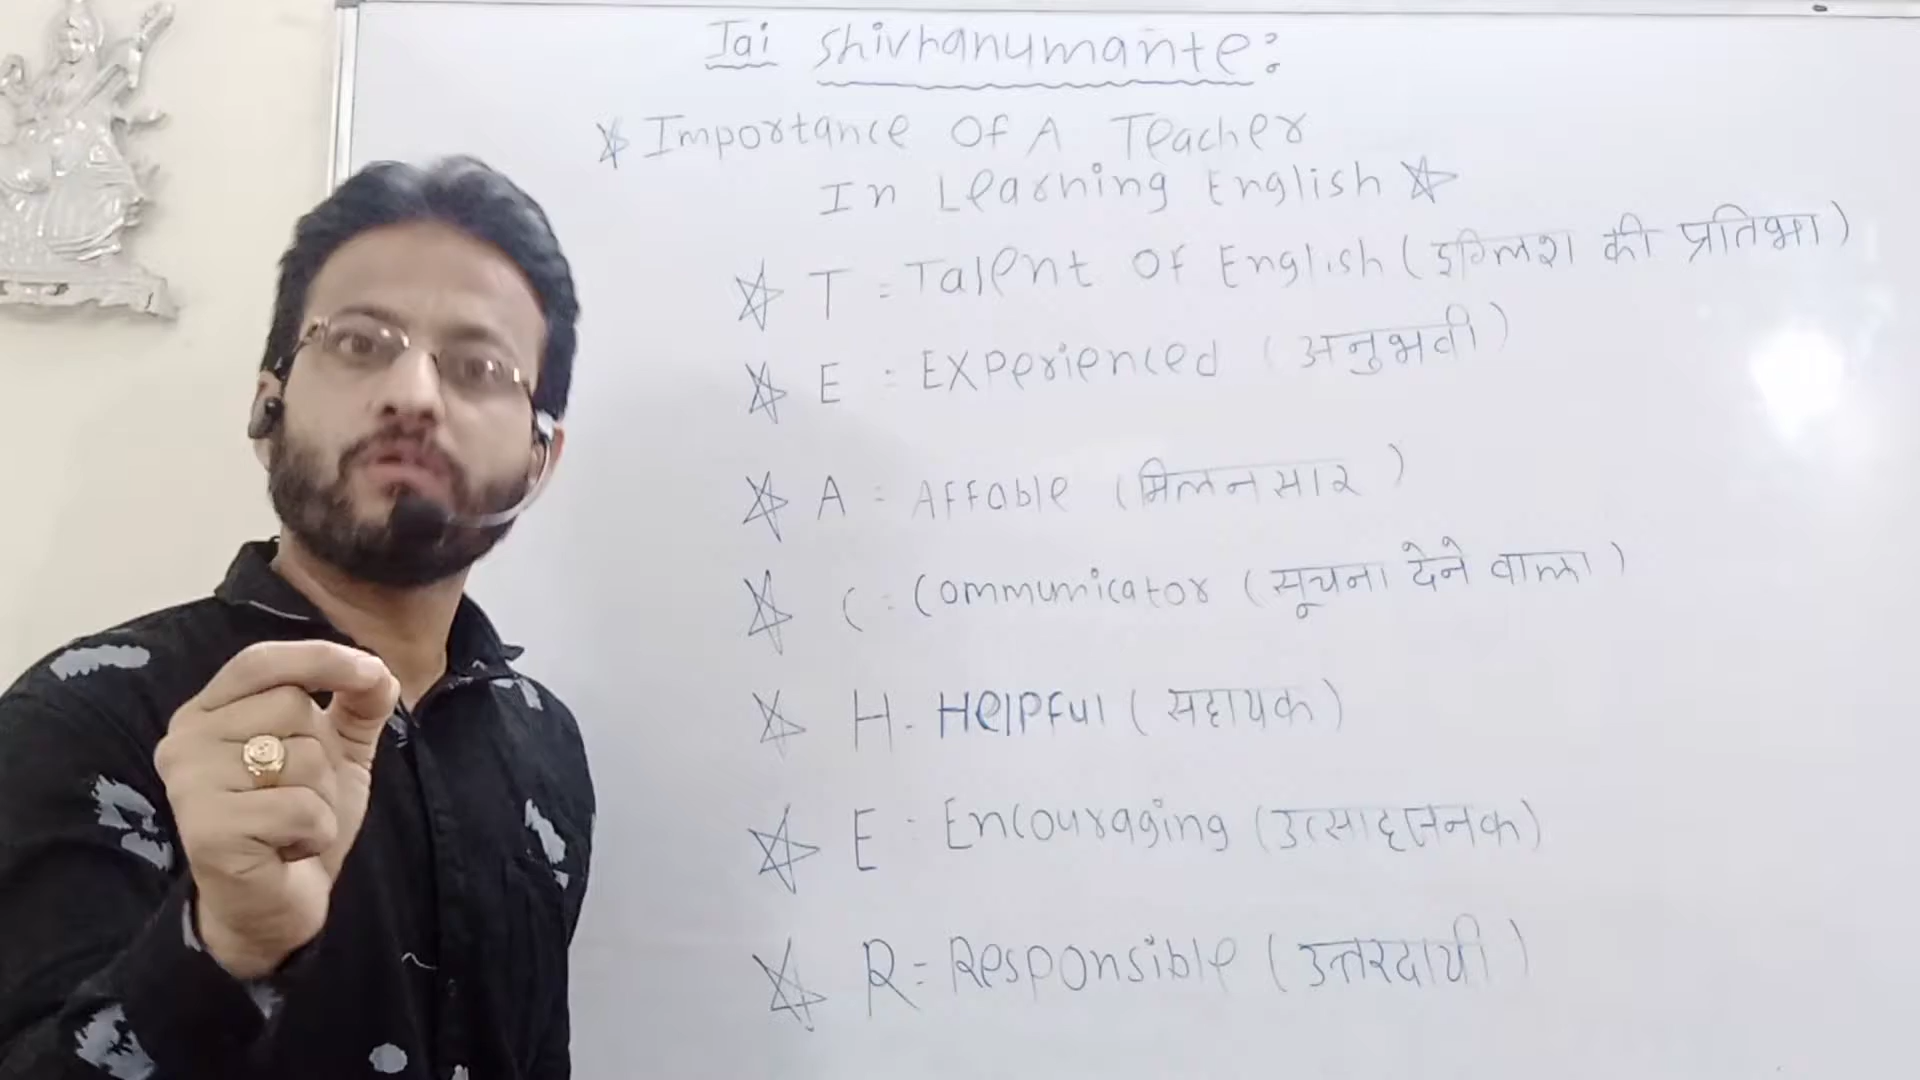 Jai Shivhanumante:
Importance Of A Teacher
In Learning English
T = Talent Of English (इंग्लिश की प्रतिभा)
E : Experienced (अनुभवी)
A = Affable (मिलनसार)
C : Communicator (सूचना देने वाला)
H - Helpful (सहायक)
E - Encouraging (उत्साहजनक)
R = Responsible (उत्तरदायी)